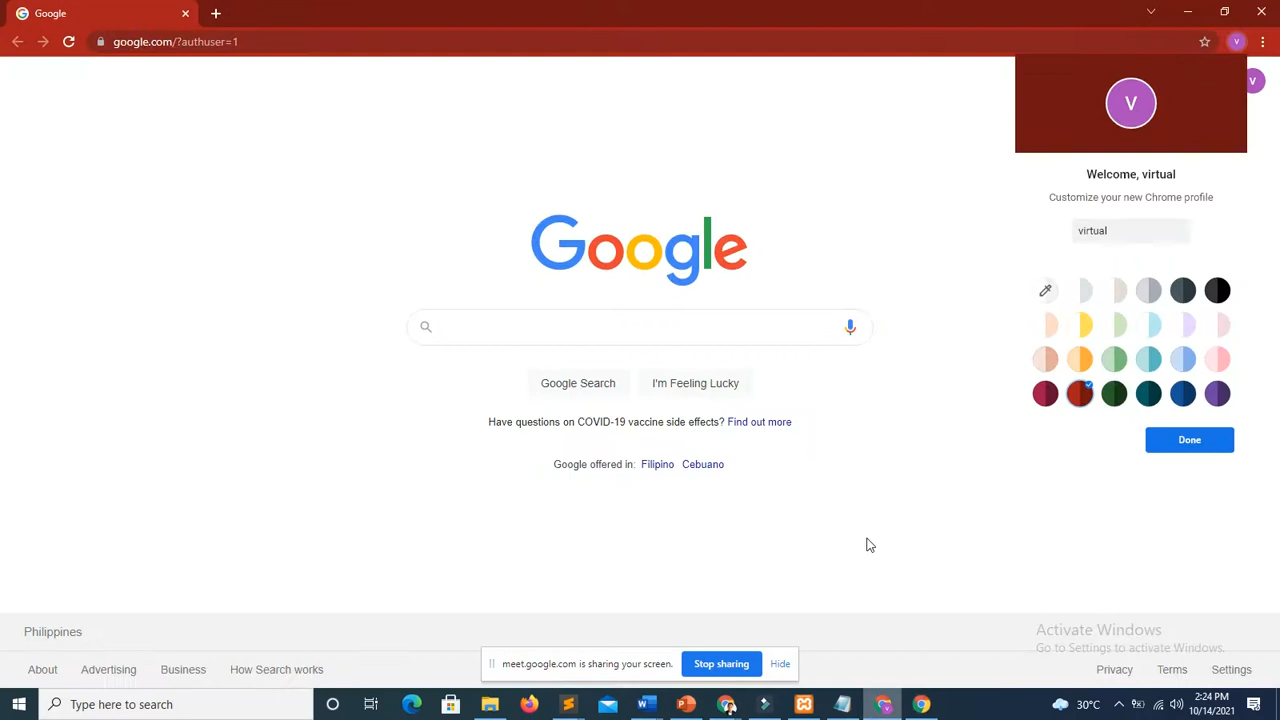 Google
google.com/?authuser=1
V
V
V
Welcome, virtual
Customize your new Chrome profile
virtual
Google
Google Search
I'm Feeling Lucky
Have questions on COVID-19 vaccine side effects? Find out more
Google offered in: Filipino Cebuano
Done
Philippines
Activate Windows
Go to Settings to activate Windows.
About
Advertising
Business
How Search works
meet.google.com is sharing your screen.
Stop sharing
Hide
Privacy
Terms
Settings
Type here to search
30°C
2:24 PM
10/14/2021